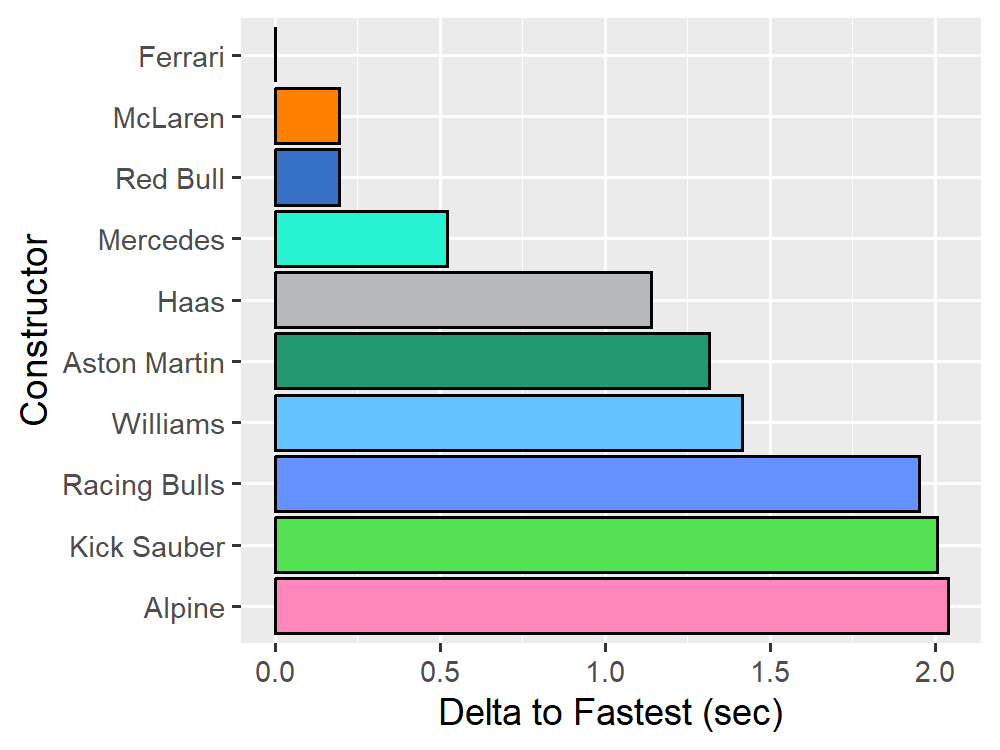 Ferrari
McLaren
Red Bull
Mercedes
Haas
Aston Martin
Williams
Racing Bulls
Kick Sauber
Alpine
Constructor
0.0 0.5 1.0 1.5 2.0
Delta to Fastest (sec)